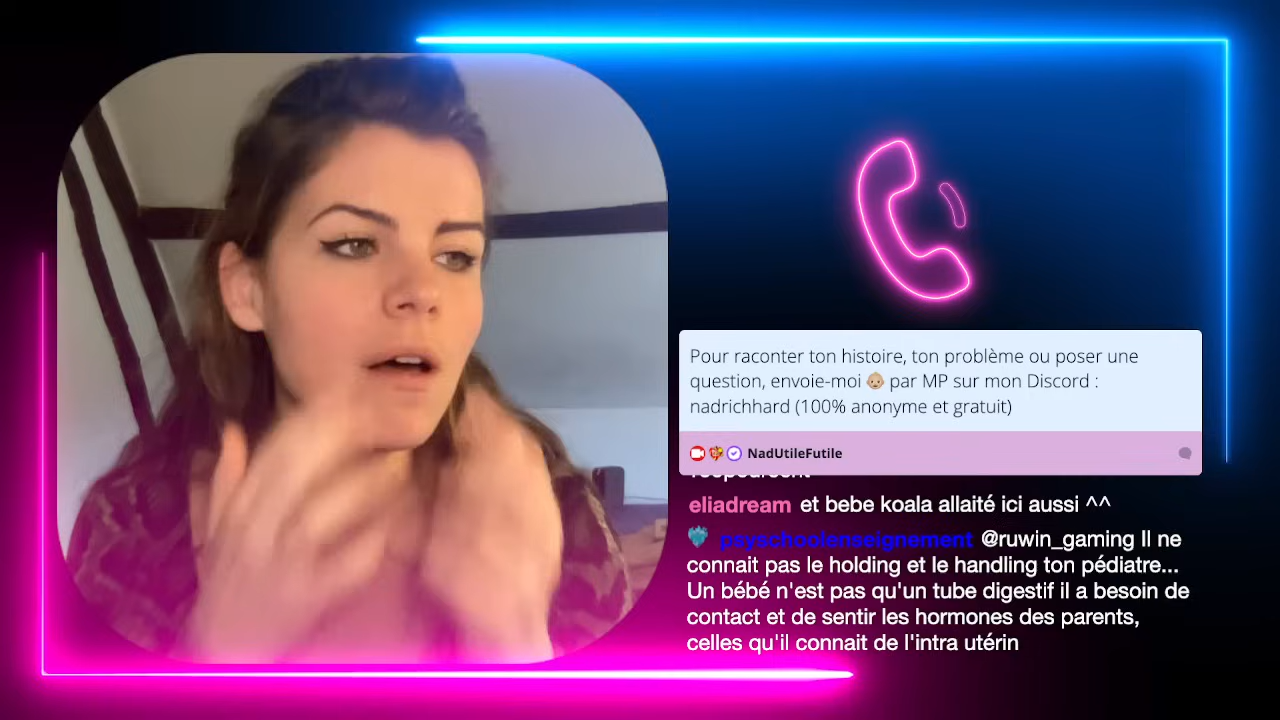 Pour raconter ton histoire, ton problème ou poser une
question, envoie-moi 👶🏼 par MP sur mon Discord :
nadrichhard (100% anonyme et gratuit)
NadUtileFutile
eliadream et bebe koala allaité ici aussi ^^
psyschoolenseignement @ruwin_gaming Il ne
connait pas le holding et le handling ton pédiatre...
Un bébé n'est pas qu'un tube digestif il a besoin de
contact et de sentir les hormones des parents,
celles qu'il connait de l'intra utérin